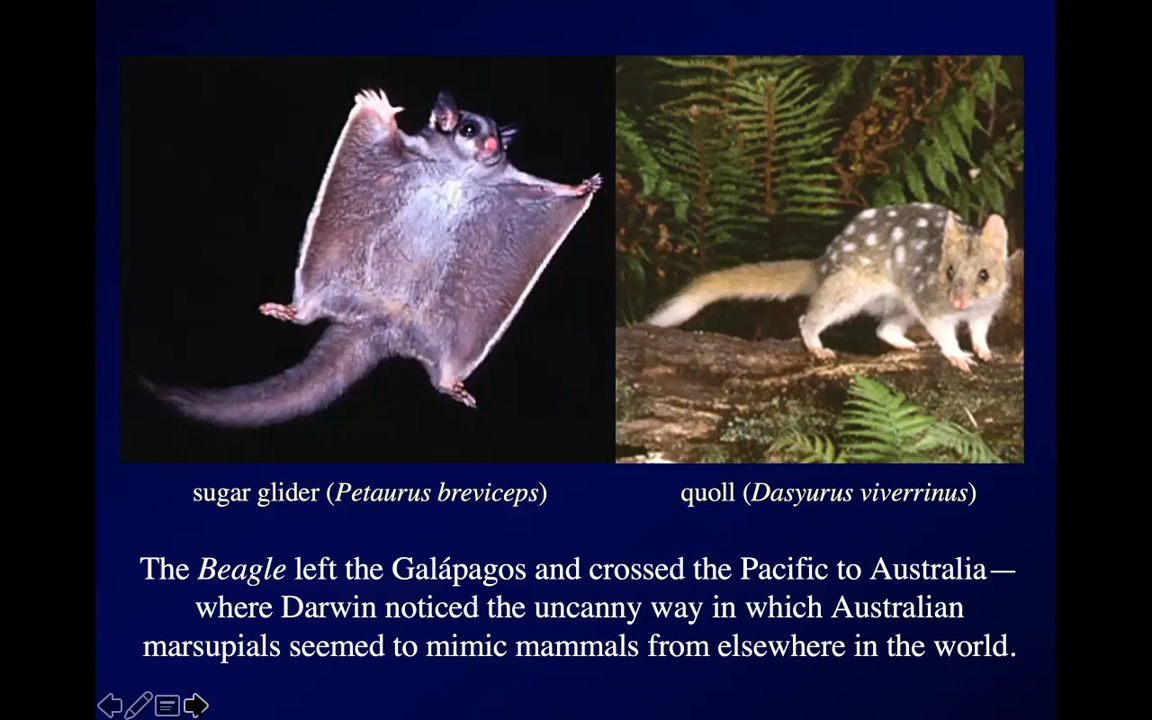 sugar glider (Petaurus breviceps)
quoll (Dasyurus viverrinus)
The Beagle left the Galápagos and crossed the Pacific to Australia—
where Darwin noticed the uncanny way in which Australian
marsupials seemed to mimic mammals from elsewhere in the world.